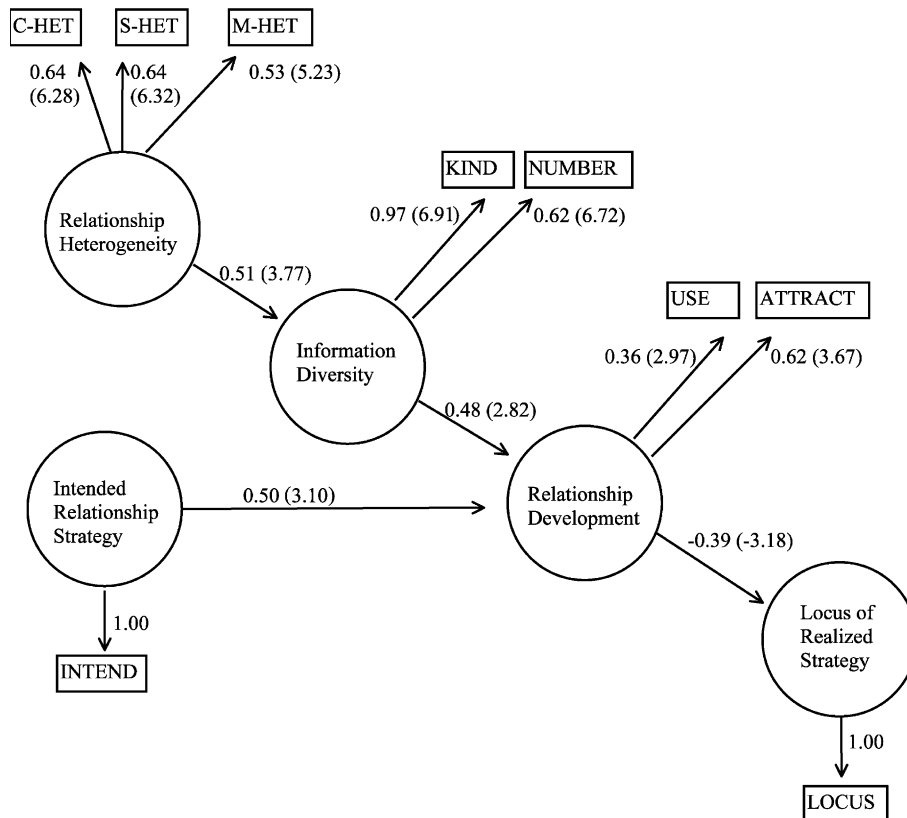 C-HET S-HET M-HET
0.64 0.64 0.53 (5.23)
(6.28) (6.32)
KIND NUMBER
Relationship
Heterogeneity
0.97 (6.91) 0.62 (6.72)
0.51 (3.77)
USE ATTRACT
Information
Diversity
0.36 (2.97) 0.62 (3.67)
0.48 (2.82)
Intended
Relationship
Strategy
0.50 (3.10)
Relationship
Development
-0.39 (-3.18)
1.00
Locus of
Realized
Strategy
INTEND
1.00
LOCUS